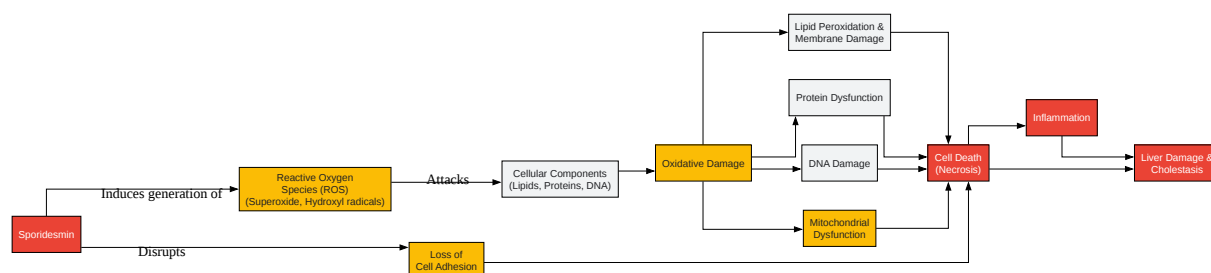 Sporidesmin
Induces generation of
Disrupts
Reactive Oxygen
Species (ROS)
(Superoxide, Hydroxyl radicals)
Loss of
Cell Adhesion
Attacks
Cellular Components
(Lipids, Proteins, DNA)
Oxidative Damage
Lipid Peroxidation &
Membrane Damage
Protein Dysfunction
DNA Damage
Mitochondrial
Dysfunction
Cell Death
(Necrosis)
Inflammation
Liver Damage &
Cholestasis